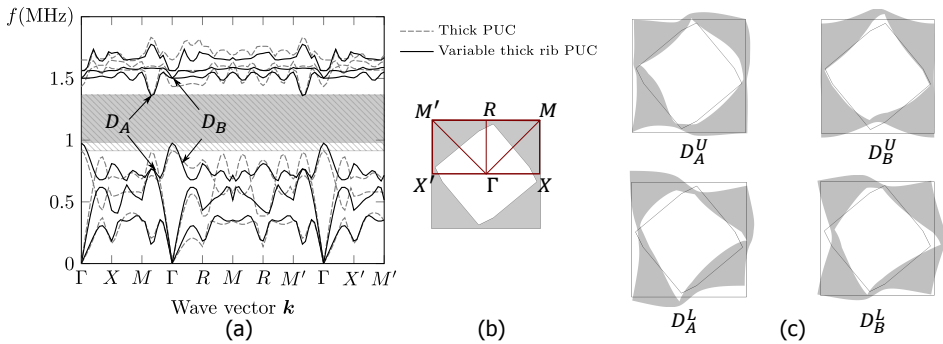 f(MHz)
1.5
1
0.5
0
D_A
D_B
Γ X M Γ R M R M′ Γ X′ M′
Wave vector k
(a)
Thick PUC
Variable thick rib PUC
M′ R M
X′ Γ X
(b)
D_A^U
D_B^U
D_A^L
D_B^L
(c)